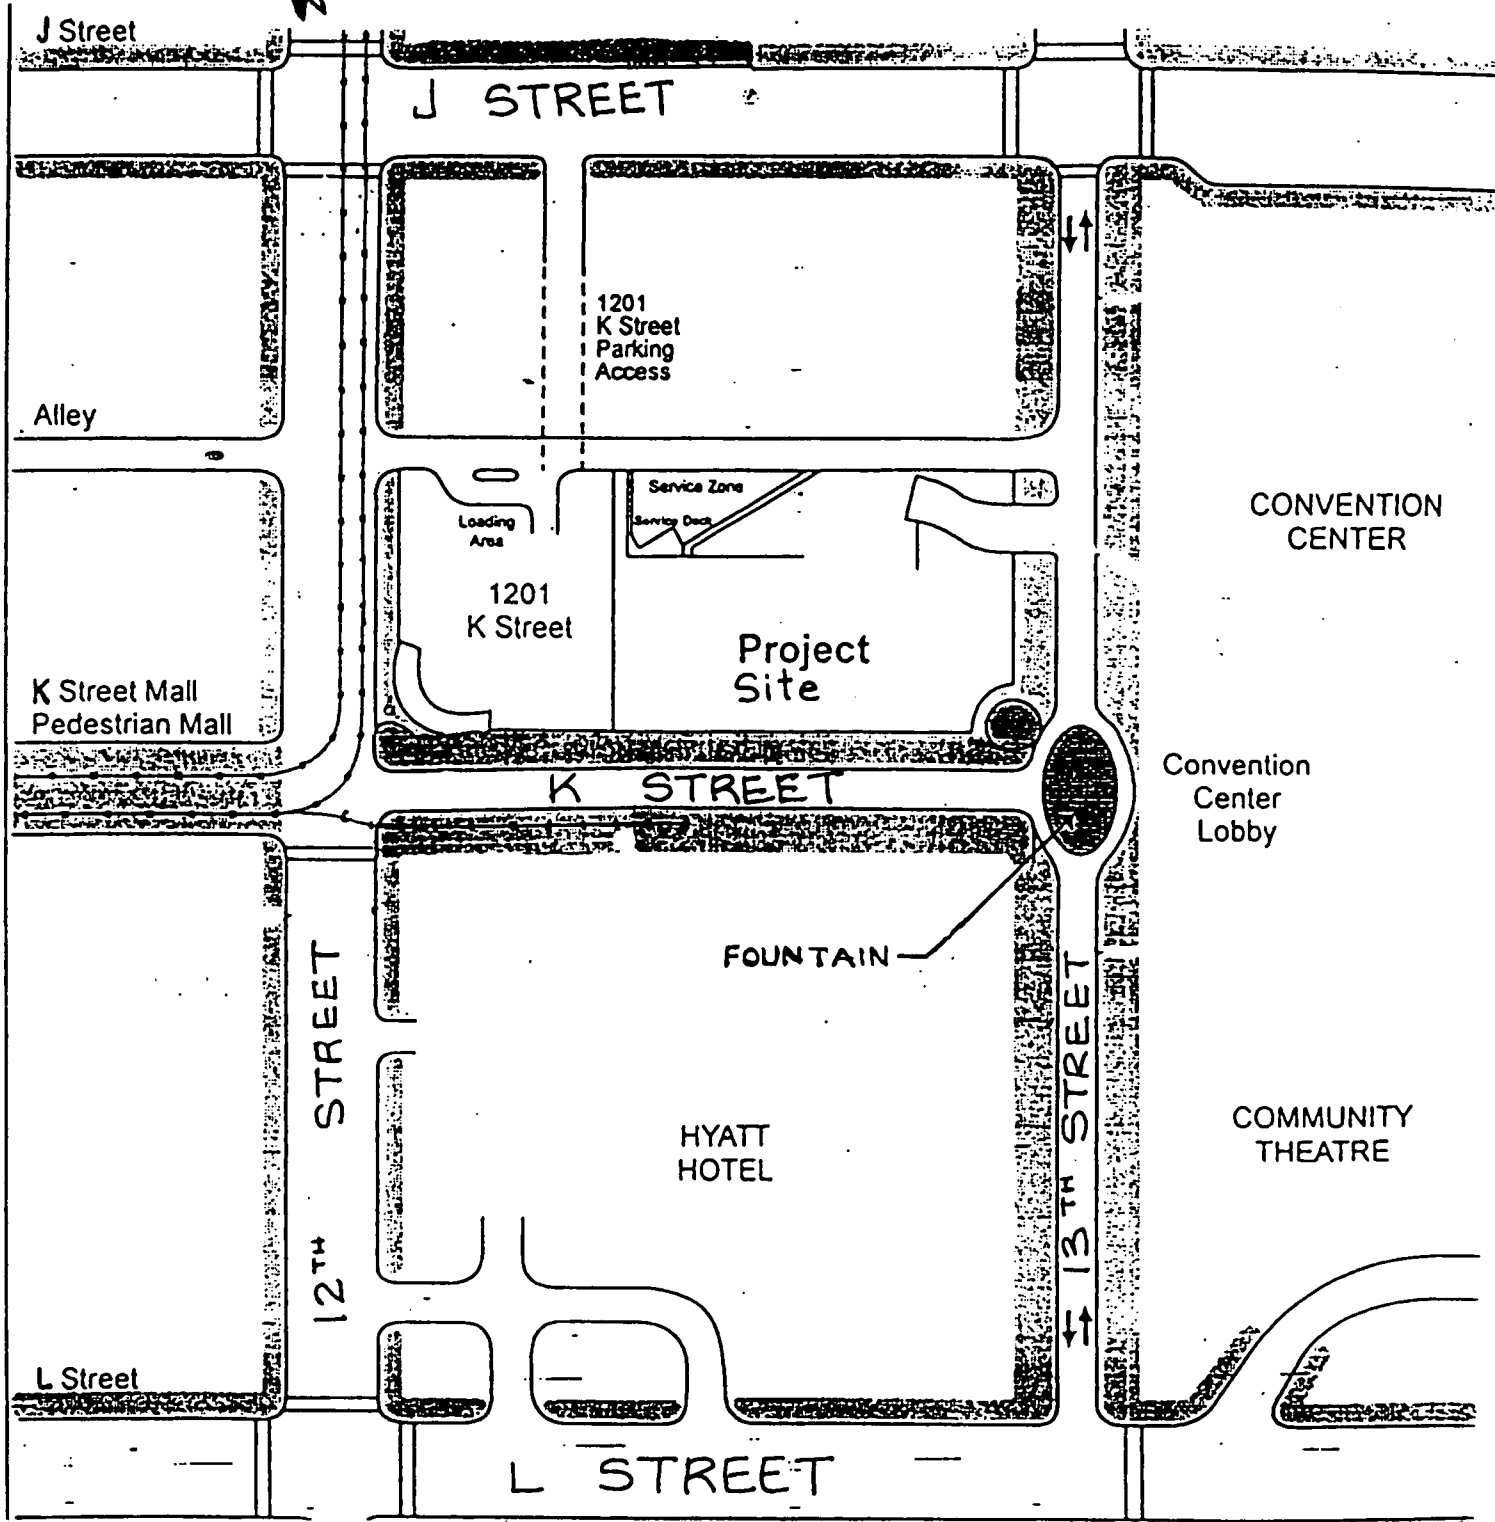 J Street
J STREET
1201
K Street
Parking
Access
Alley
Service Zone
Service Dock
Loading
Area
CONVENTION
CENTER
1201
K Street
Project
Site
K Street Mall
Pedestrian Mall
K STREET
Convention
Center
Lobby
FOUNTAIN
12TH STREET
13TH STREET
HYATT
HOTEL
COMMUNITY
THEATRE
L Street
L STREET